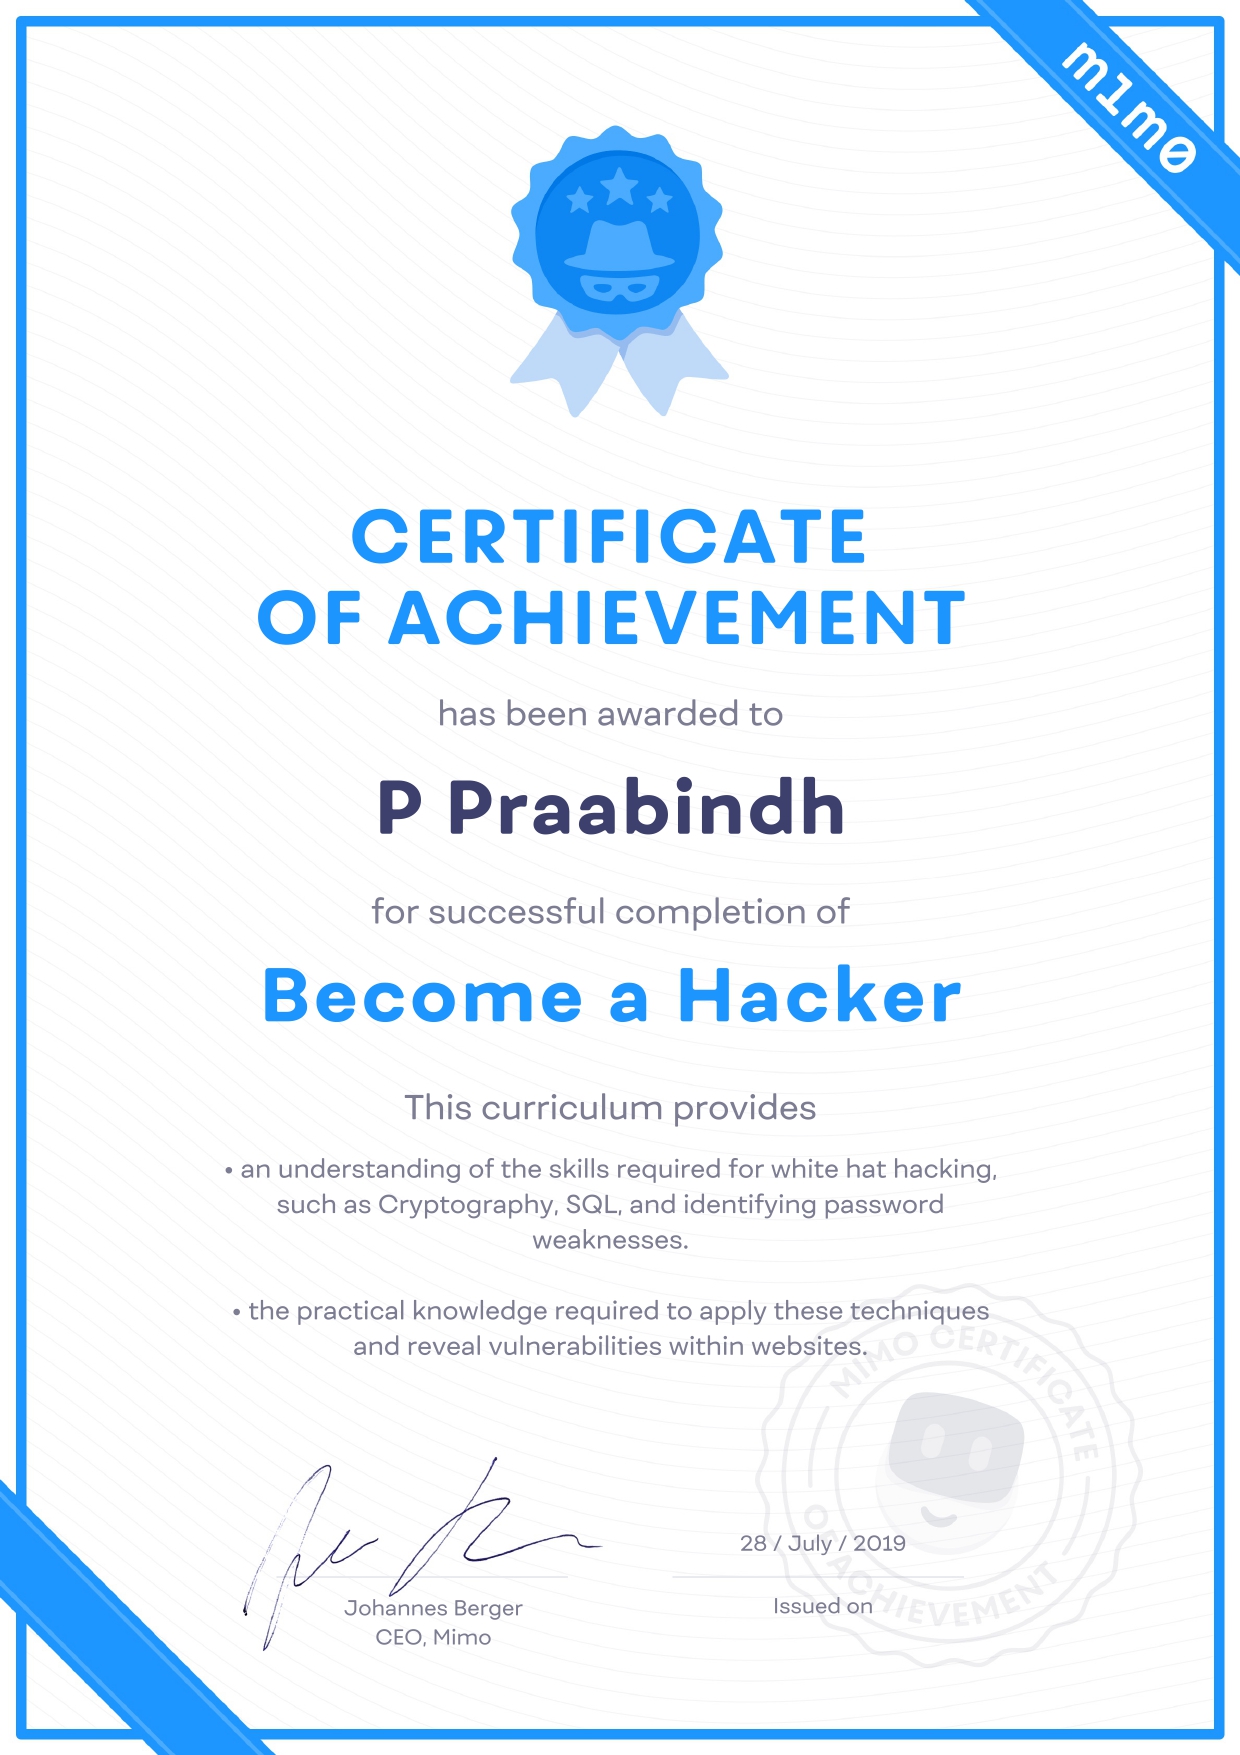 m1m0
CERTIFICATE
OF ACHIEVEMENT
has been awarded to
P Praabindh
for successful completion of
Become a Hacker
This curriculum provides
• an understanding of the skills required for white hat hacking,
such as Cryptography, SQL, and identifying password
weaknesses.
• the practical knowledge required to apply these techniques
and reveal vulnerabilities within websites.
MIMO CERTIFICATE
OF ACHIEVEMENT
28 / July / 2019
Issued on
Johannes Berger
CEO, Mimo